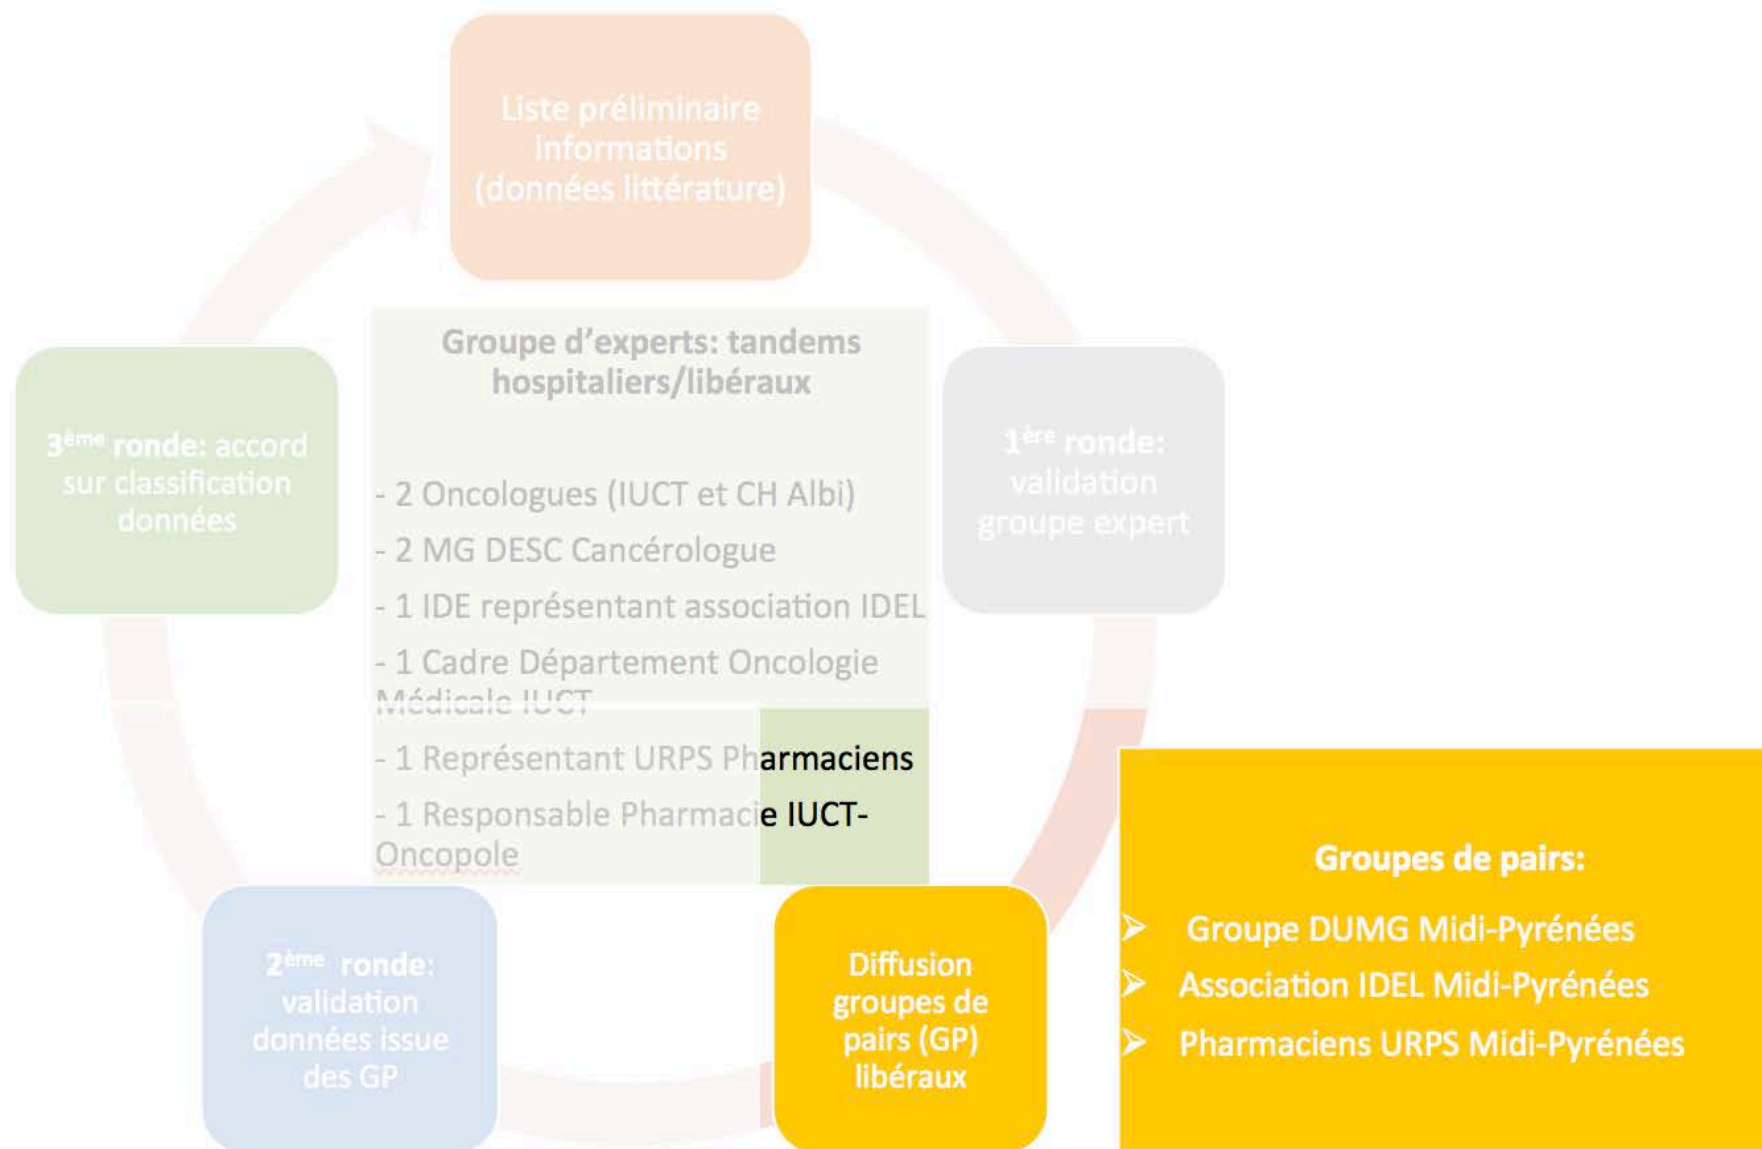 Liste préliminaire
informations
(données littérature)
Groupe d'experts: tandems
hospitaliers/libéraux
- 2 Oncologues (IUCT et CH Albi)
- 2 MG DESC Cancérologue
- 1 IDE représentant association IDEL
- 1 Cadre Département Oncologie
Médicale IUCT
- 1 Représentant URPS Pharmaciens
- 1 Responsable Pharmacie IUCT-
Oncopole
1ère ronde:
validation
groupe expert
Diffusion
groupes de
pairs (GP)
libéraux
Groupes de pairs:
➢ Groupe DUMG Midi-Pyrénées
➢ Association IDEL Midi-Pyrénées
➢ Pharmaciens URPS Midi-Pyrénées
2ème ronde:
validation
données issue
des GP
3ème ronde: accord
sur classification
données